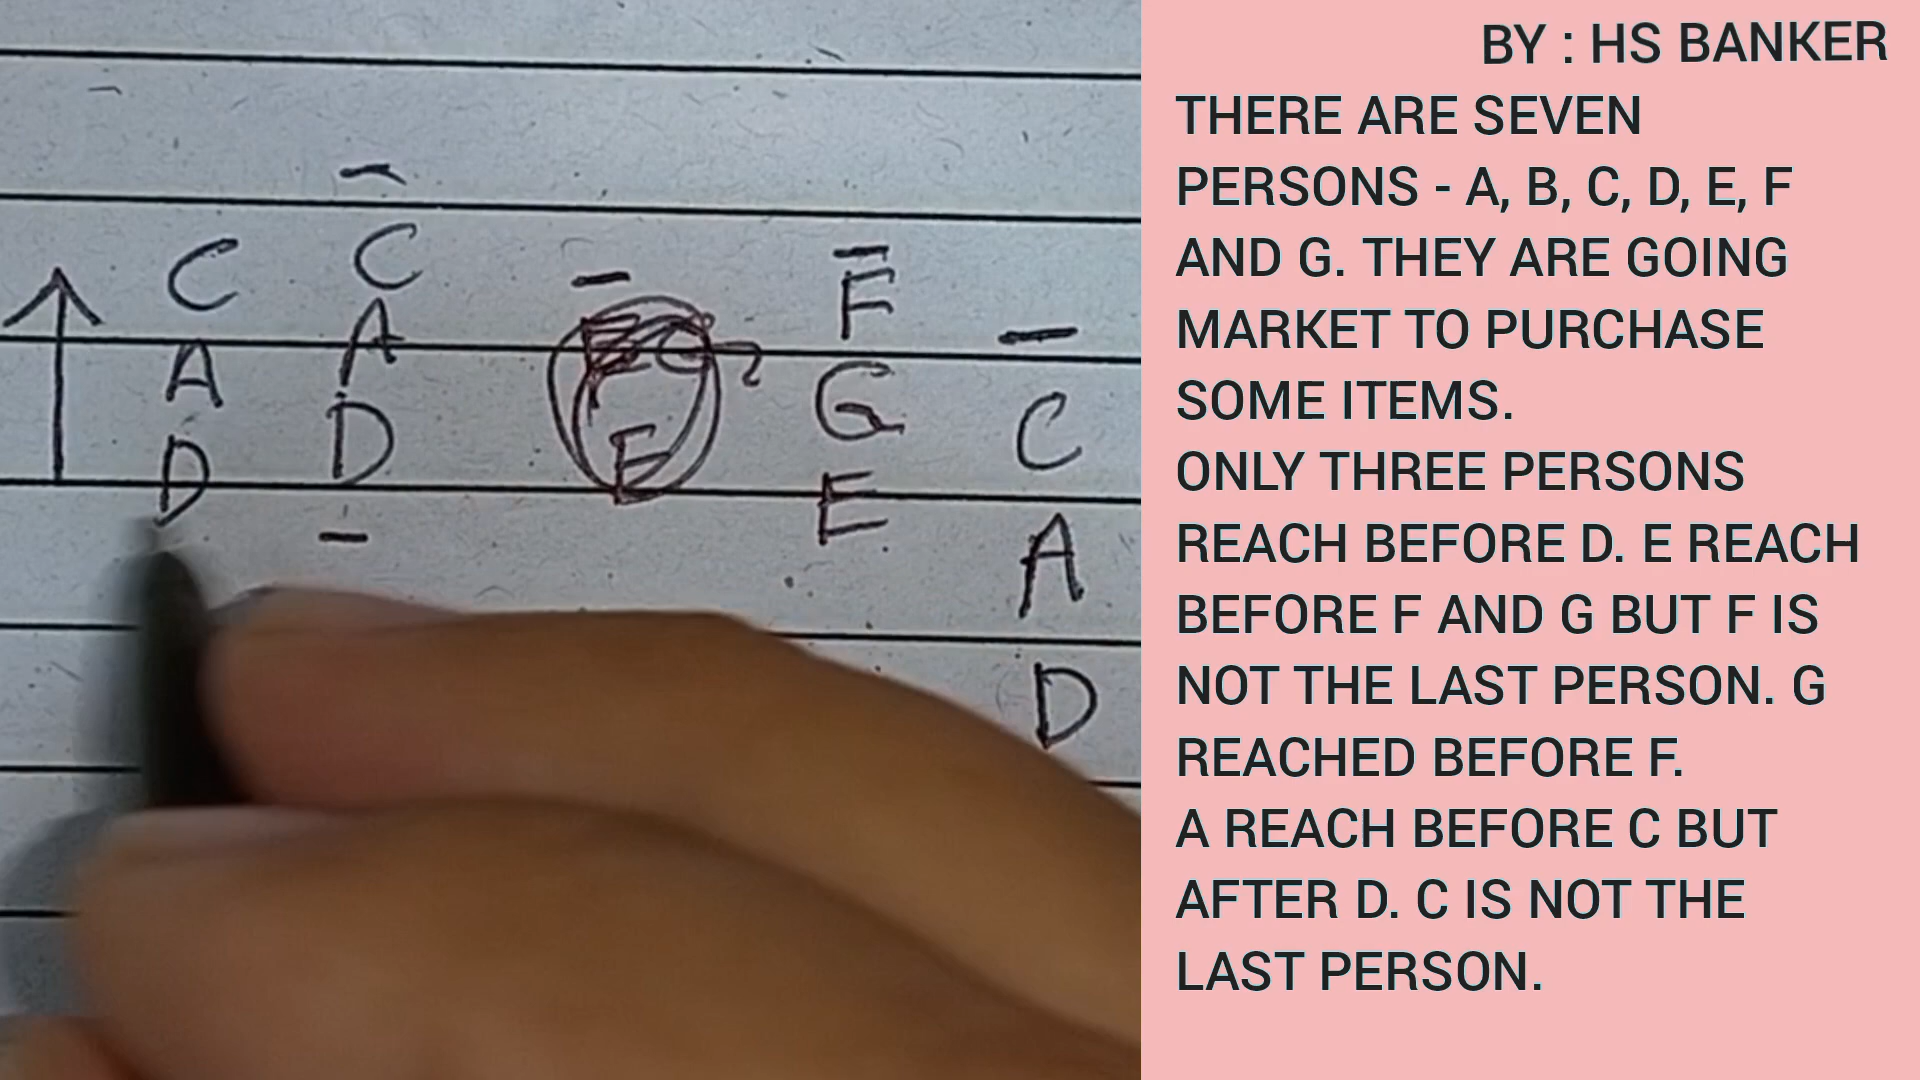 BY : HS BANKER
THERE ARE SEVEN
PERSONS - A, B, C, D, E, F
AND G. THEY ARE GOING
MARKET TO PURCHASE
SOME ITEMS.
ONLY THREE PERSONS
REACH BEFORE D. E REACH
BEFORE F AND G BUT F IS
NOT THE LAST PERSON. G
REACHED BEFORE F.
A REACH BEFORE C BUT
AFTER D. C IS NOT THE
LAST PERSON.
C
A
D
–
C
A
D
–
–
E
–
F
G
E
–
C
A
D